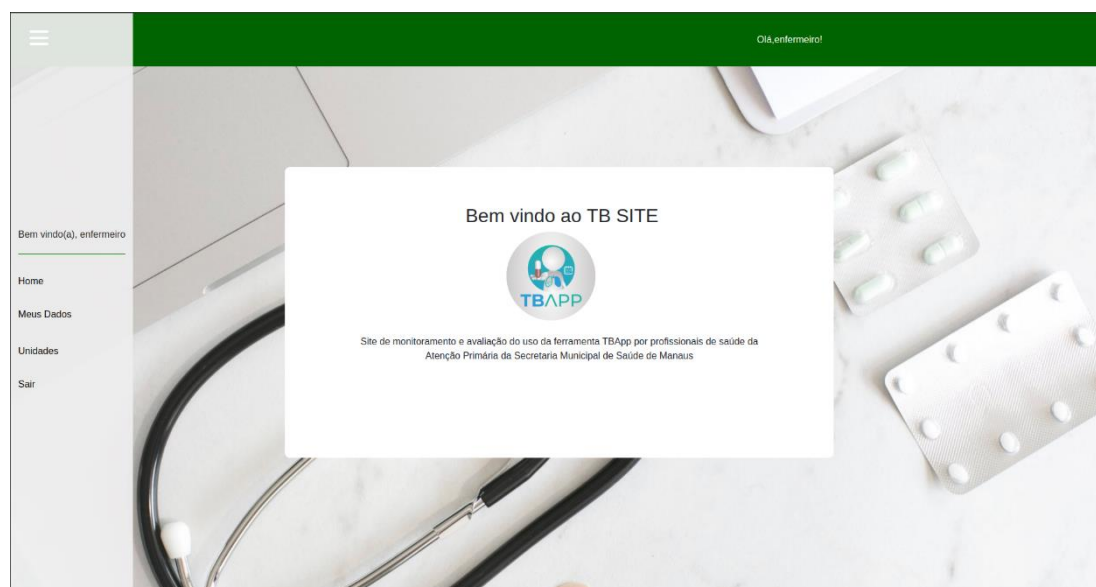 Olá,enfermeiro!
Bem vindo(a), enfermeiro
Home
Meus Dados
Unidades
Sair
Bem vindo ao TB SITE
TBAPP
Site de monitoramento e avaliação do uso da ferramenta TBApp por profissionais de saúde da
Atenção Primária da Secretaria Municipal de Saúde de Manaus